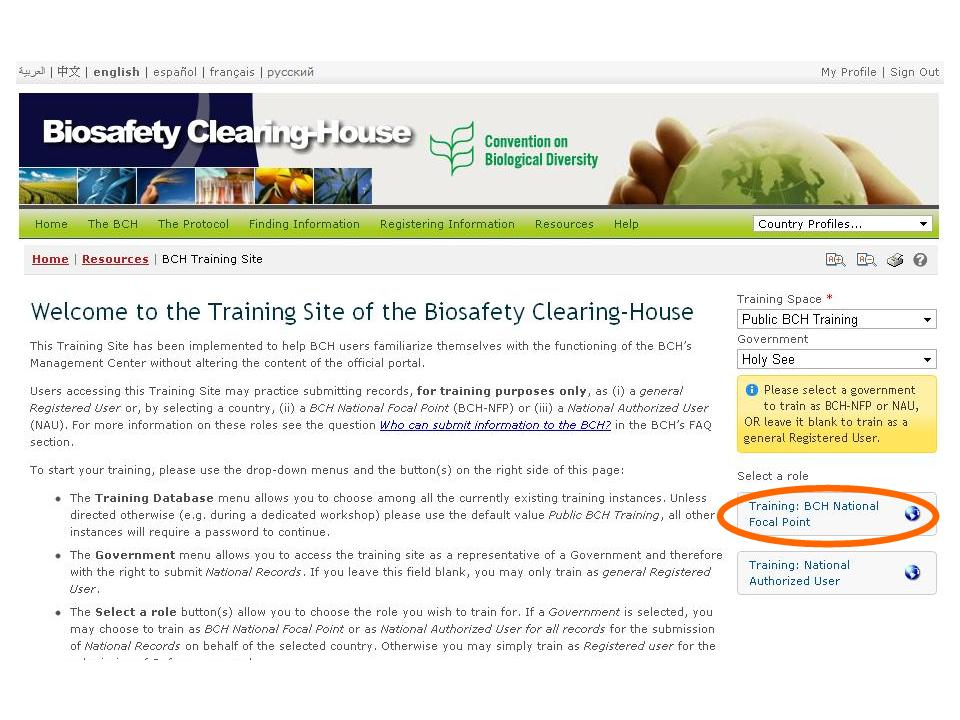 العربية | 中文 | english | español | français | русский
My Profile | Sign Out
Biosafety Clearing-House
Convention on
Biological Diversity
Home The BCH The Protocol Finding Information Registering Information Resources Help
Country Profiles...
Home | Resources | BCH Training Site
Welcome to the Training Site of the Biosafety Clearing-House
This Training Site has been implemented to help BCH users familiarize themselves with the functioning of the BCH's
Management Center without altering the content of the official portal.
Users accessing this Training Site may practice submitting records, for training purposes only, as (i) a general
Registered User or, by selecting a country, (ii) a BCH National Focal Point (BCH-NFP) or (iii) a National Authorized User
(NAU). For more information on these roles see the question Who can submit information to the BCH? in the BCH's FAQ
section.
To start your training, please use the drop-down menus and the button(s) on the right side of this page:
• The Training Database menu allows you to choose among all the currently existing training instances. Unless
directed otherwise (e.g. during a dedicated workshop) please use the default value Public BCH Training, all other
instances will require a password to continue.
• The Government menu allows you to access the training site as a representative of a Government and therefore
with the right to submit National Records. If you leave this field blank, you may only train as general Registered
User.
• The Select a role button(s) allow you to choose the role you wish to train for. If a Government is selected, you
may choose to train as BCH National Focal Point or as National Authorized User for all records for the submission
of National Records on behalf of the selected country. Otherwise you may simply train as Registered user for the
Training Space *
Public BCH Training
Government
Holy See
Please select a government
to train as BCH-NFP or NAU,
OR leave it blank to train as a
general Registered User.
Select a role
Training: BCH National
Focal Point
Training: National
Authorized User